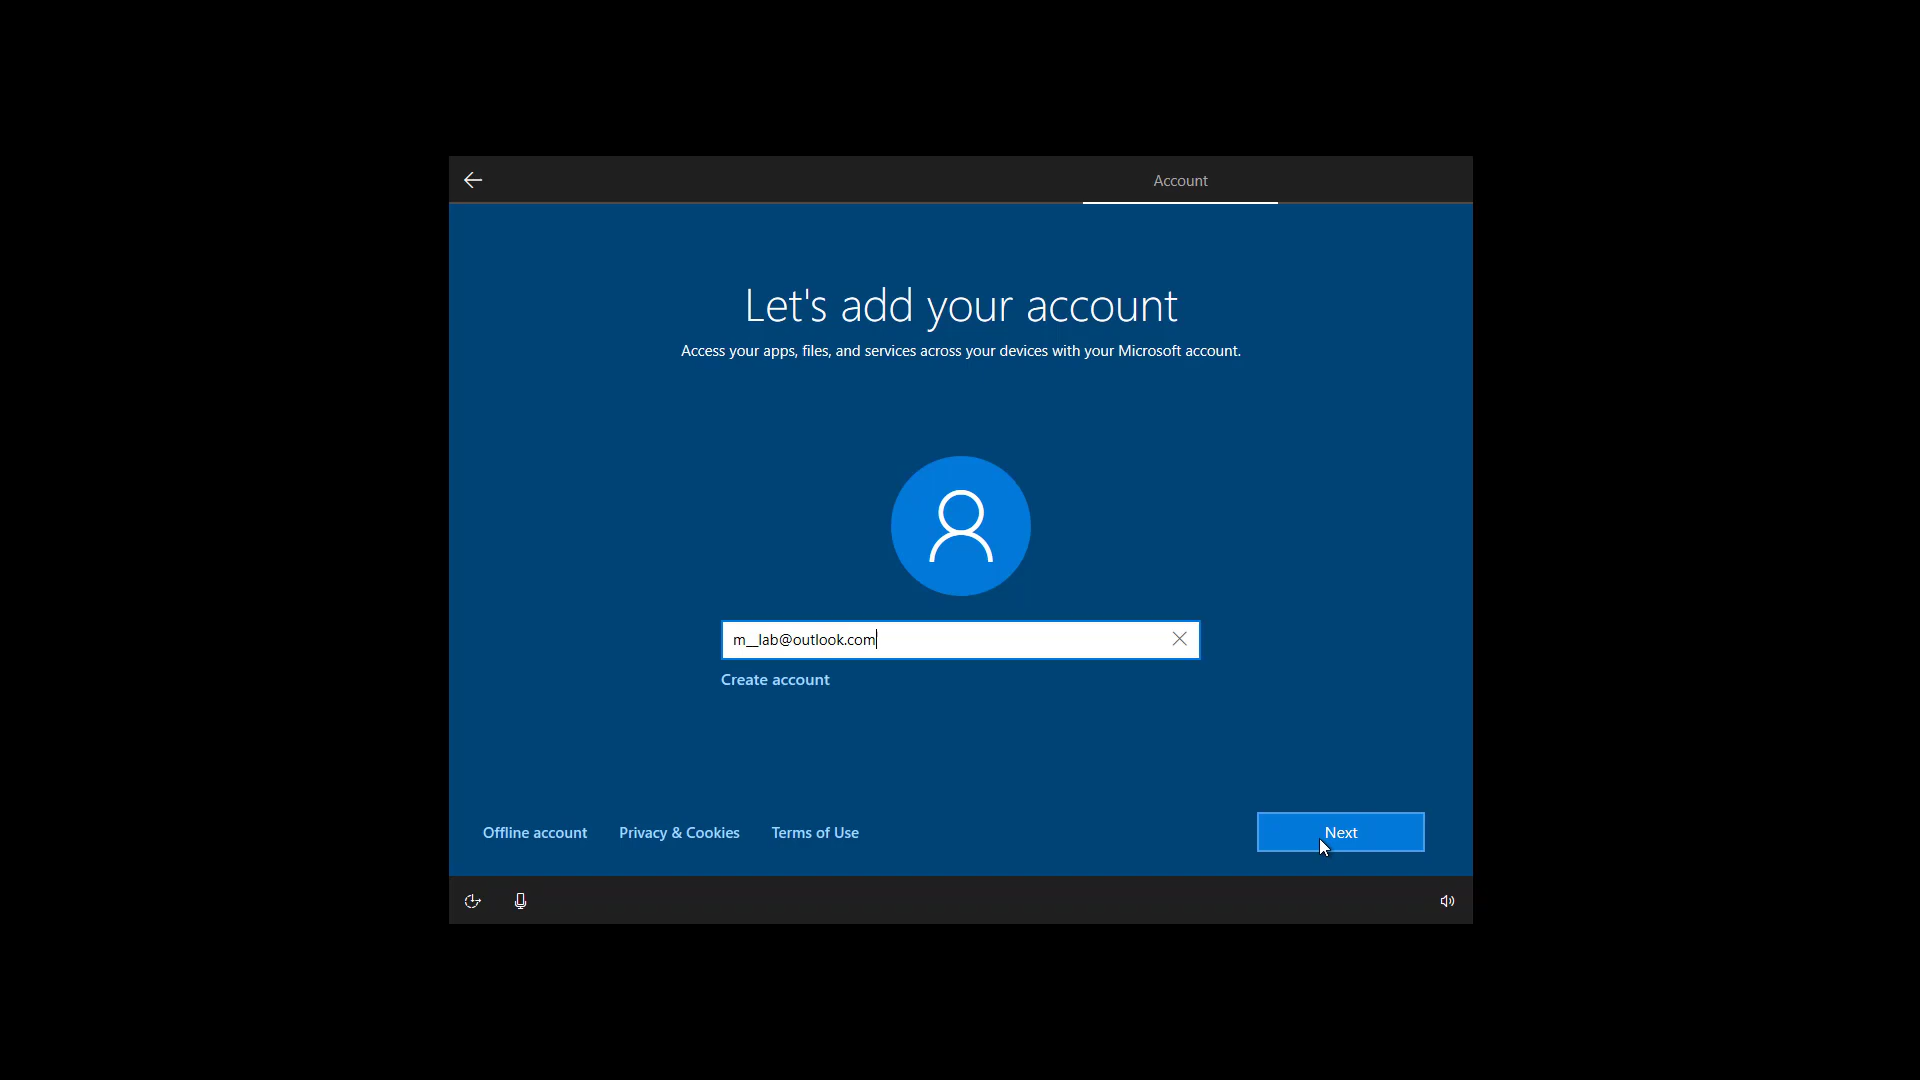 Account
Let's add your account
Access your apps, files, and services across your devices with your Microsoft account.
m__lab@outlook.com
Create account
Offline account
Privacy & Cookies
Terms of Use
Next